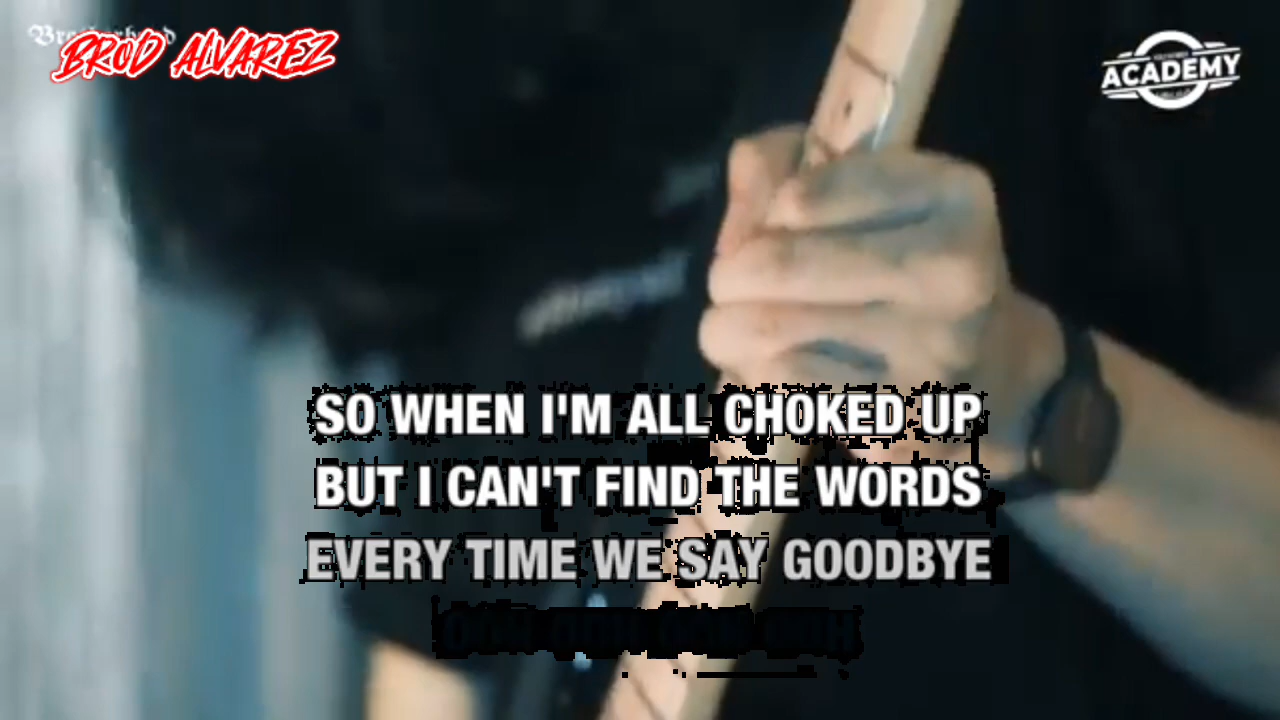 BROD ALVAREZ
ACADEMY
SO WHEN I'M ALL CHOKED UP
BUT I CAN'T FIND THE WORDS
EVERY TIME WE SAY GOODBYE